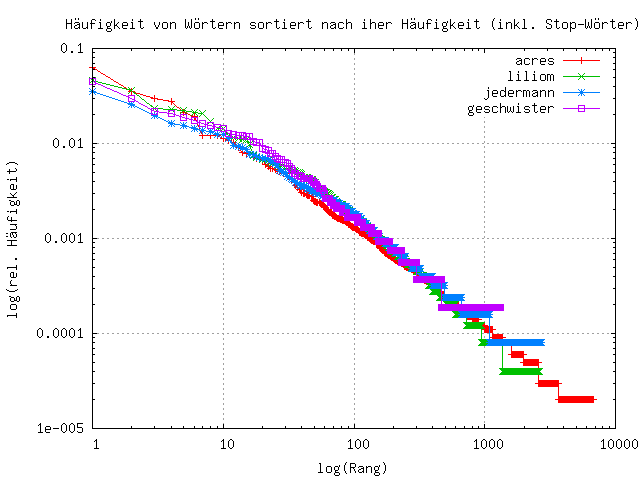 Häufigkeit von Wörtern sortiert nach iher Häufigkeit (inkl. Stop-Wörter)
0.1
acres
liliom
jedermann
geschwister
0.01
log(rel. Häufigkeit)
0.001
0.0001
1e-005
1 10 100 1000 10000
log(Rang)